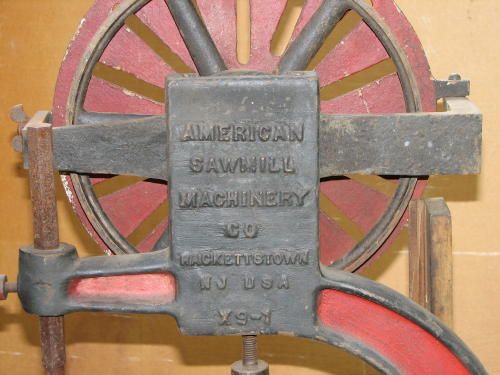 AMERICAN
SAWMILL
MACHINERY
CO
HACKETTSTOWN
NJ USA
X9-1